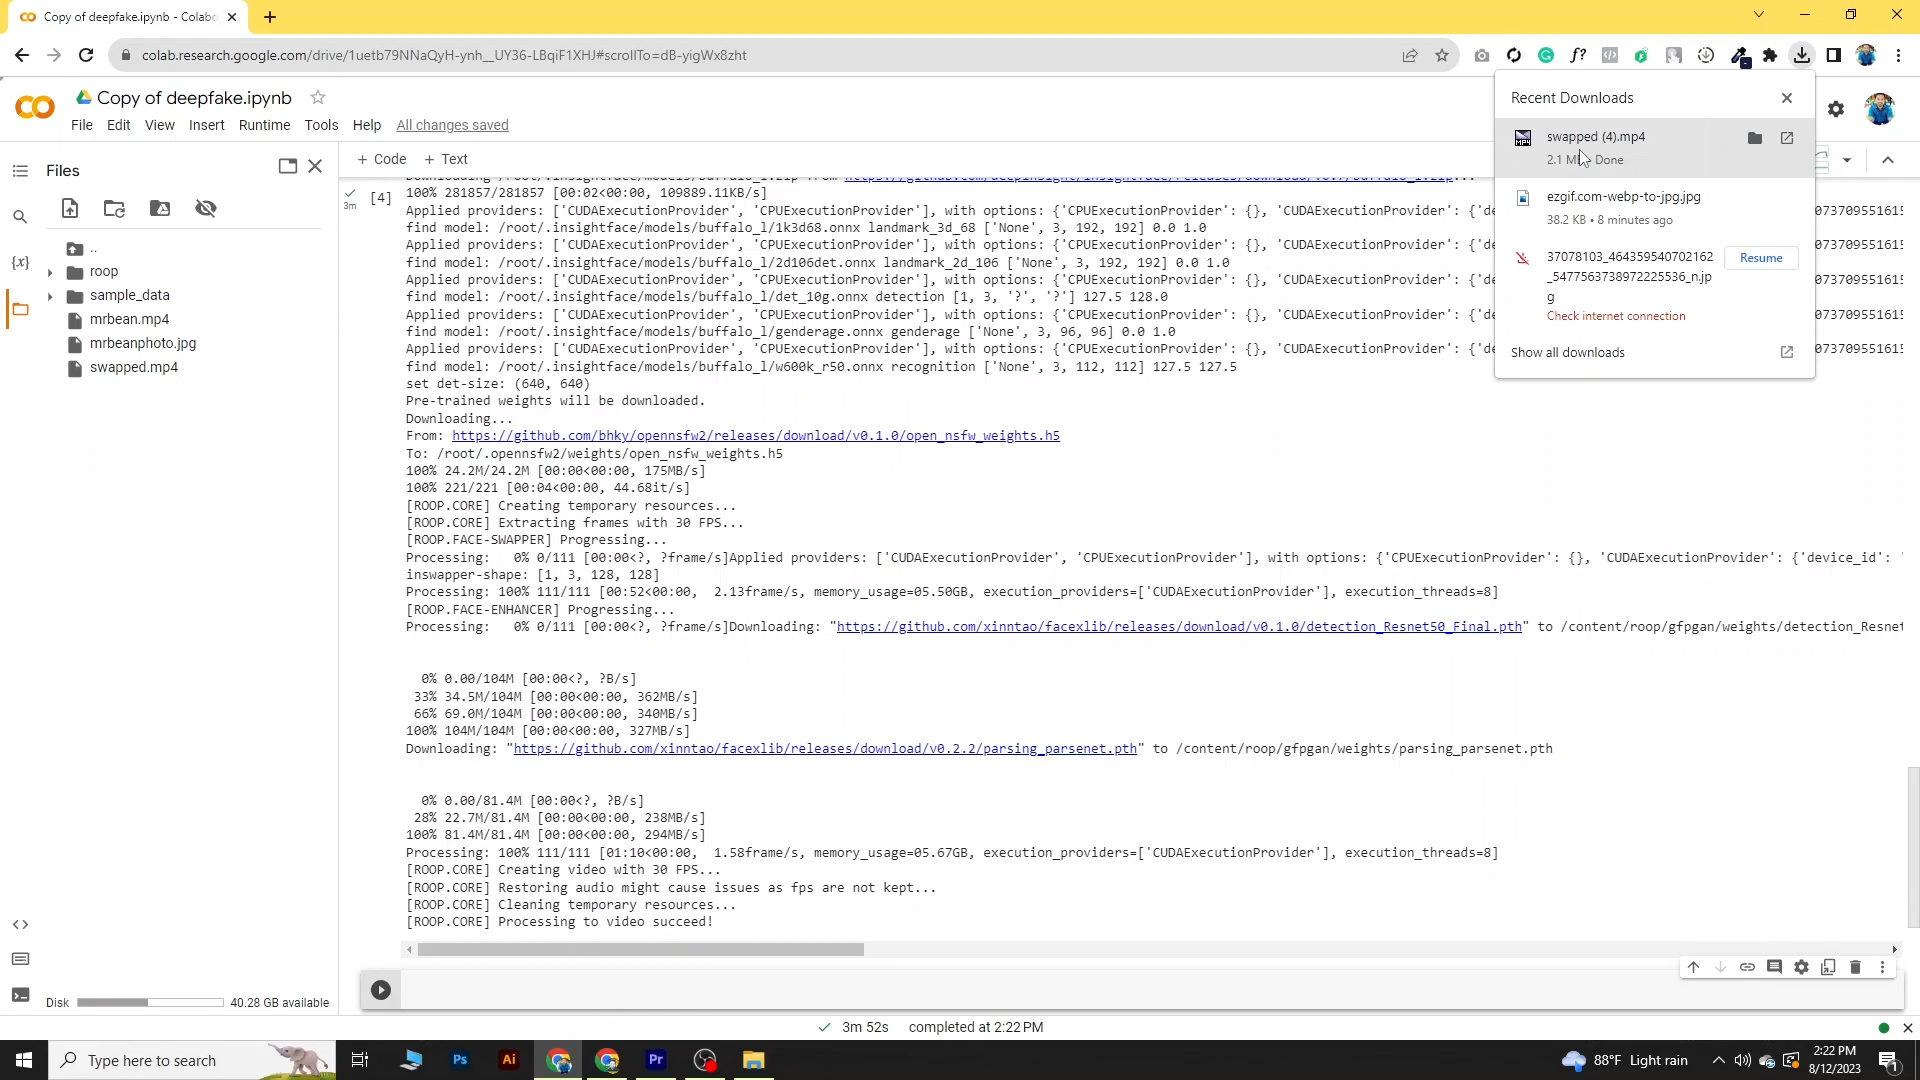 Copy of deepfake.ipynb - Colabo
colab.research.google.com/drive/1uetb79NNaQyH-ynh__UY36-LBqiF1XHJ#scrollTo=dB-yigWx8zht
Copy of deepfake.ipynb
File Edit View Insert Runtime Tools Help All changes saved
Recent Downloads
swapped (4).mp4
Done
ezgif.com-webp-to-jpg.jpg
38.2 KB • 8 minutes ago
37078103_464359540702162
_5477563738972225536_n.jp
g
Resume
Check internet connection
Show all downloads
Files
..
roop
sample_data
mrbean.mp4
mrbeanphoto.jpg
swapped.mp4
Disk 40.28 GB available
+ Code + Text
[4]
3m
100% 281857/281857 [00:02<00:00, 109889.11KB/s]
Applied providers: ['CUDAExecutionProvider', 'CPUExecutionProvider'], with options: {'CPUExecutionProvider': {}, 'CUDAExecutionProvider': {'de 073709551615
find model: /root/.insightface/models/buffalo_l/1k3d68.onnx landmark_3d_68 ['None', 3, 192, 192] 0.0 1.0
Applied providers: ['CUDAExecutionProvider', 'CPUExecutionProvider'], with options: {'CPUExecutionProvider': {}, 'CUDAExecutionProvider': {'de 073709551615
find model: /root/.insightface/models/buffalo_l/2d106det.onnx landmark_2d_106 ['None', 3, 192, 192] 0.0 1.0
Applied providers: ['CUDAExecutionProvider', 'CPUExecutionProvider'], with options: {'CPUExecutionProvider': {}, 'CUDAExecutionProvider': {'de 073709551615
find model: /root/.insightface/models/buffalo_l/det_10g.onnx detection [1, 3, '?', '?'] 127.5 128.0
Applied providers: ['CUDAExecutionProvider', 'CPUExecutionProvider'], with options: {'CPUExecutionProvider': {}, 'CUDAExecutionProvider': {'de 073709551615
find model: /root/.insightface/models/buffalo_l/genderage.onnx genderage ['None', 3, 96, 96] 0.0 1.0
Applied providers: ['CUDAExecutionProvider', 'CPUExecutionProvider'], with options: {'CPUExecutionProvider': {}, 'CUDAExecutionProvider': {'de 073709551615
find model: /root/.insightface/models/buffalo_l/w600k_r50.onnx recognition ['None', 3, 112, 112] 127.5 127.5
set det-size: (640, 640)
Pre-trained weights will be downloaded.
Downloading...
From: https://github.com/bhky/opennsfw2/releases/download/v0.1.0/open_nsfw_weights.h5
To: /root/.opennsfw2/weights/open_nsfw_weights.h5
100% 24.2M/24.2M [00:00<00:00, 175MB/s]
100% 221/221 [00:04<00:00, 44.68it/s]
[ROOP.CORE] Creating temporary resources...
[ROOP.CORE] Extracting frames with 30 FPS...
[ROOP.FACE-SWAPPER] Progressing...
Processing: 0% 0/111 [00:00<?, ?frame/s]Applied providers: ['CUDAExecutionProvider', 'CPUExecutionProvider'], with options: {'CPUExecutionProvider': {}, 'CUDAExecutionProvider': {'device_id': '
inswapper-shape: [1, 3, 128, 128]
Processing: 100% 111/111 [00:52<00:00, 2.13frame/s, memory_usage=05.50GB, execution_providers=['CUDAExecutionProvider'], execution_threads=8]
[ROOP.FACE-ENHANCER] Progressing...
Processing: 0% 0/111 [00:00<?, ?frame/s]Downloading: "https://github.com/xinntao/facexlib/releases/download/v0.1.0/detection_Resnet50_Final.pth" to /content/roop/gfpgan/weights/detection_Resnet
0% 0.00/104M [00:00<?, ?B/s]
33% 34.5M/104M [00:00<00:00, 362MB/s]
66% 69.0M/104M [00:00<00:00, 340MB/s]
100% 104M/104M [00:00<00:00, 327MB/s]
Downloading: "https://github.com/xinntao/facexlib/releases/download/v0.2.2/parsing_parsenet.pth" to /content/roop/gfpgan/weights/parsing_parsenet.pth
0% 0.00/81.4M [00:00<?, ?B/s]
28% 22.7M/81.4M [00:00<00:00, 238MB/s]
100% 81.4M/81.4M [00:00<00:00, 294MB/s]
Processing: 100% 111/111 [01:10<00:00, 1.58frame/s, memory_usage=05.67GB, execution_providers=['CUDAExecutionProvider'], execution_threads=8]
[ROOP.CORE] Creating video with 30 FPS...
[ROOP.CORE] Restoring audio might cause issues as fps are not kept...
[ROOP.CORE] Cleaning temporary resources...
[ROOP.CORE] Processing to video succeed!
3m 52s completed at 2:22 PM
Type here to search
Ps Ai Pr
88°F Light rain
2:22 PM
8/12/2023
1